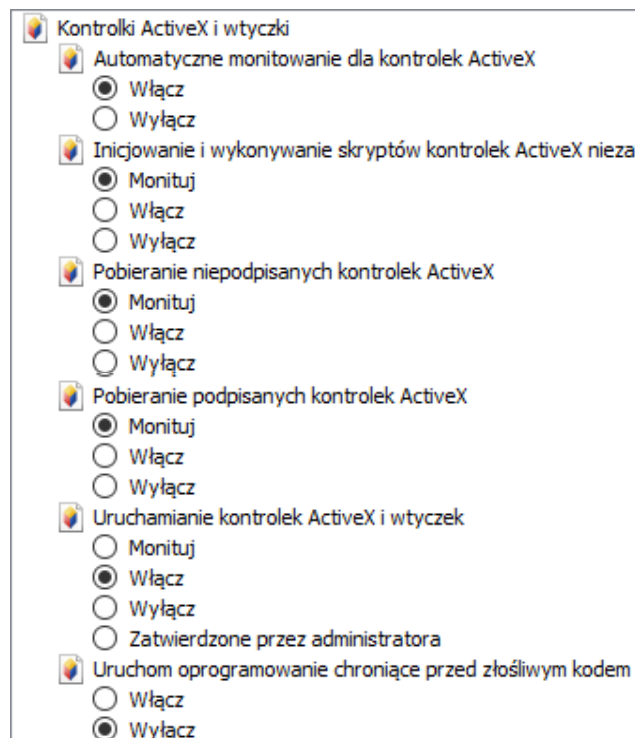 Kontrolki ActiveX i wtyczki
Automatyczne monitowanie dla kontrolek ActiveX
Włącz
Wyłącz
Inicjowanie i wykonywanie skryptów kontrolek ActiveX nieza
Monituj
Włącz
Wyłącz
Pobieranie niepodpisanych kontrolek ActiveX
Monituj
Włącz
Wyłącz
Pobieranie podpisanych kontrolek ActiveX
Monituj
Włącz
Wyłącz
Uruchamianie kontrolek ActiveX i wtyczek
Monituj
Włącz
Wyłącz
Zatwierdzone przez administratora
Uruchom oprogramowanie chroniące przed złośliwym kodem
Włącz
Wyłącz